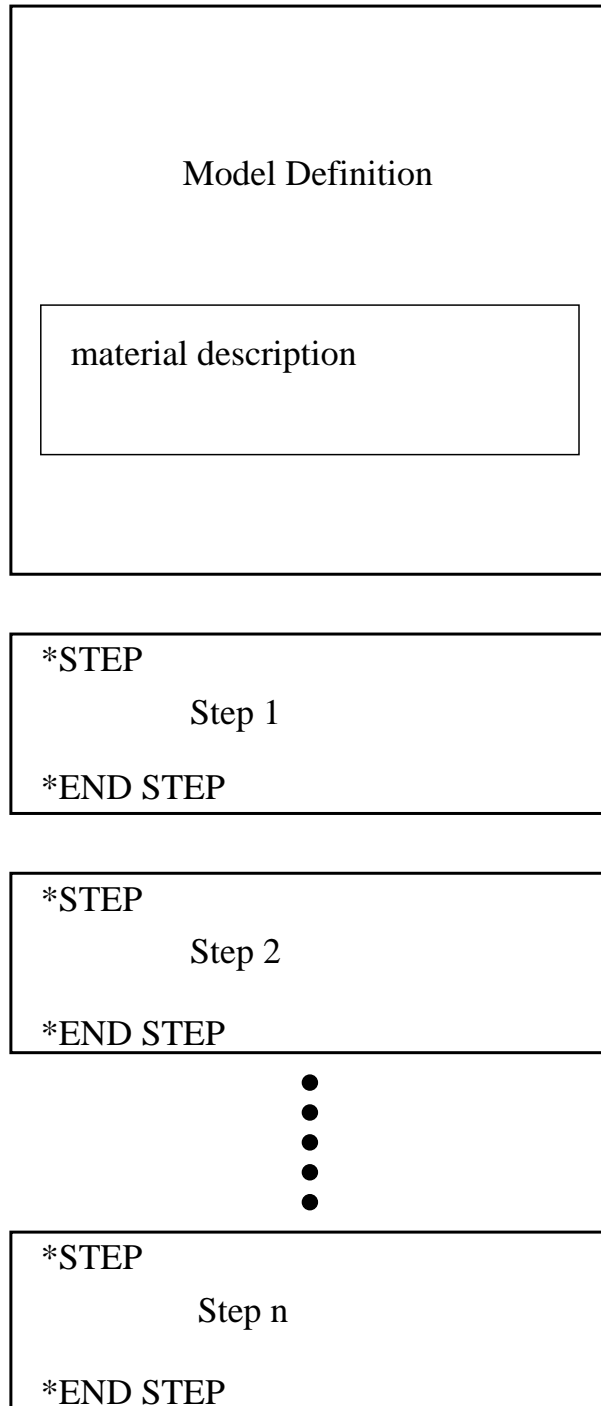 Model Definition
material description
*STEP
Step 1
*END STEP
*STEP
Step 2
*END STEP
*STEP
Step n
*END STEP